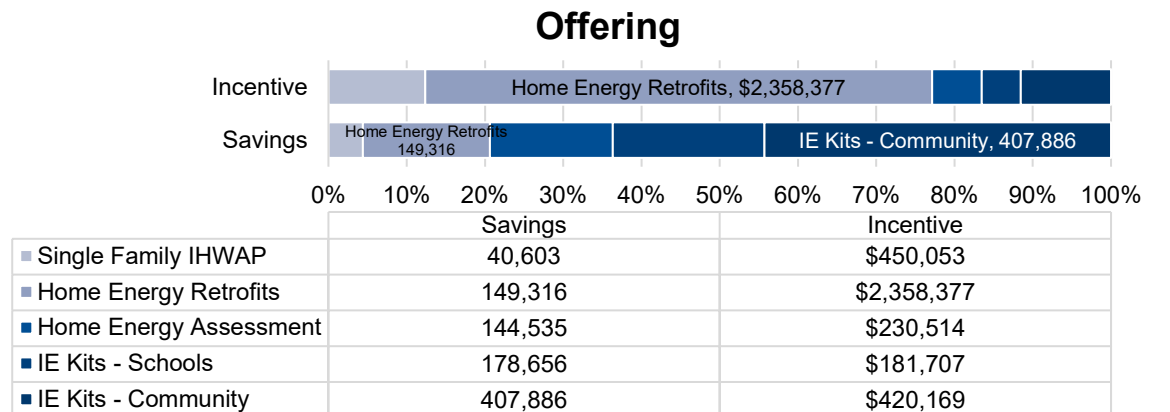 Offering
Incentive
Home Energy Retrofits, $2,358,377
Savings
Home Energy Retrofits
149,316
IE Kits - Community, 407,886
0% 10% 20% 30% 40% 50% 60% 70% 80% 90% 100%
Savings Incentive
Single Family IHWAP 40,603 $450,053
Home Energy Retrofits 149,316 $2,358,377
Home Energy Assessment 144,535 $230,514
IE Kits - Schools 178,656 $181,707
IE Kits - Community 407,886 $420,169